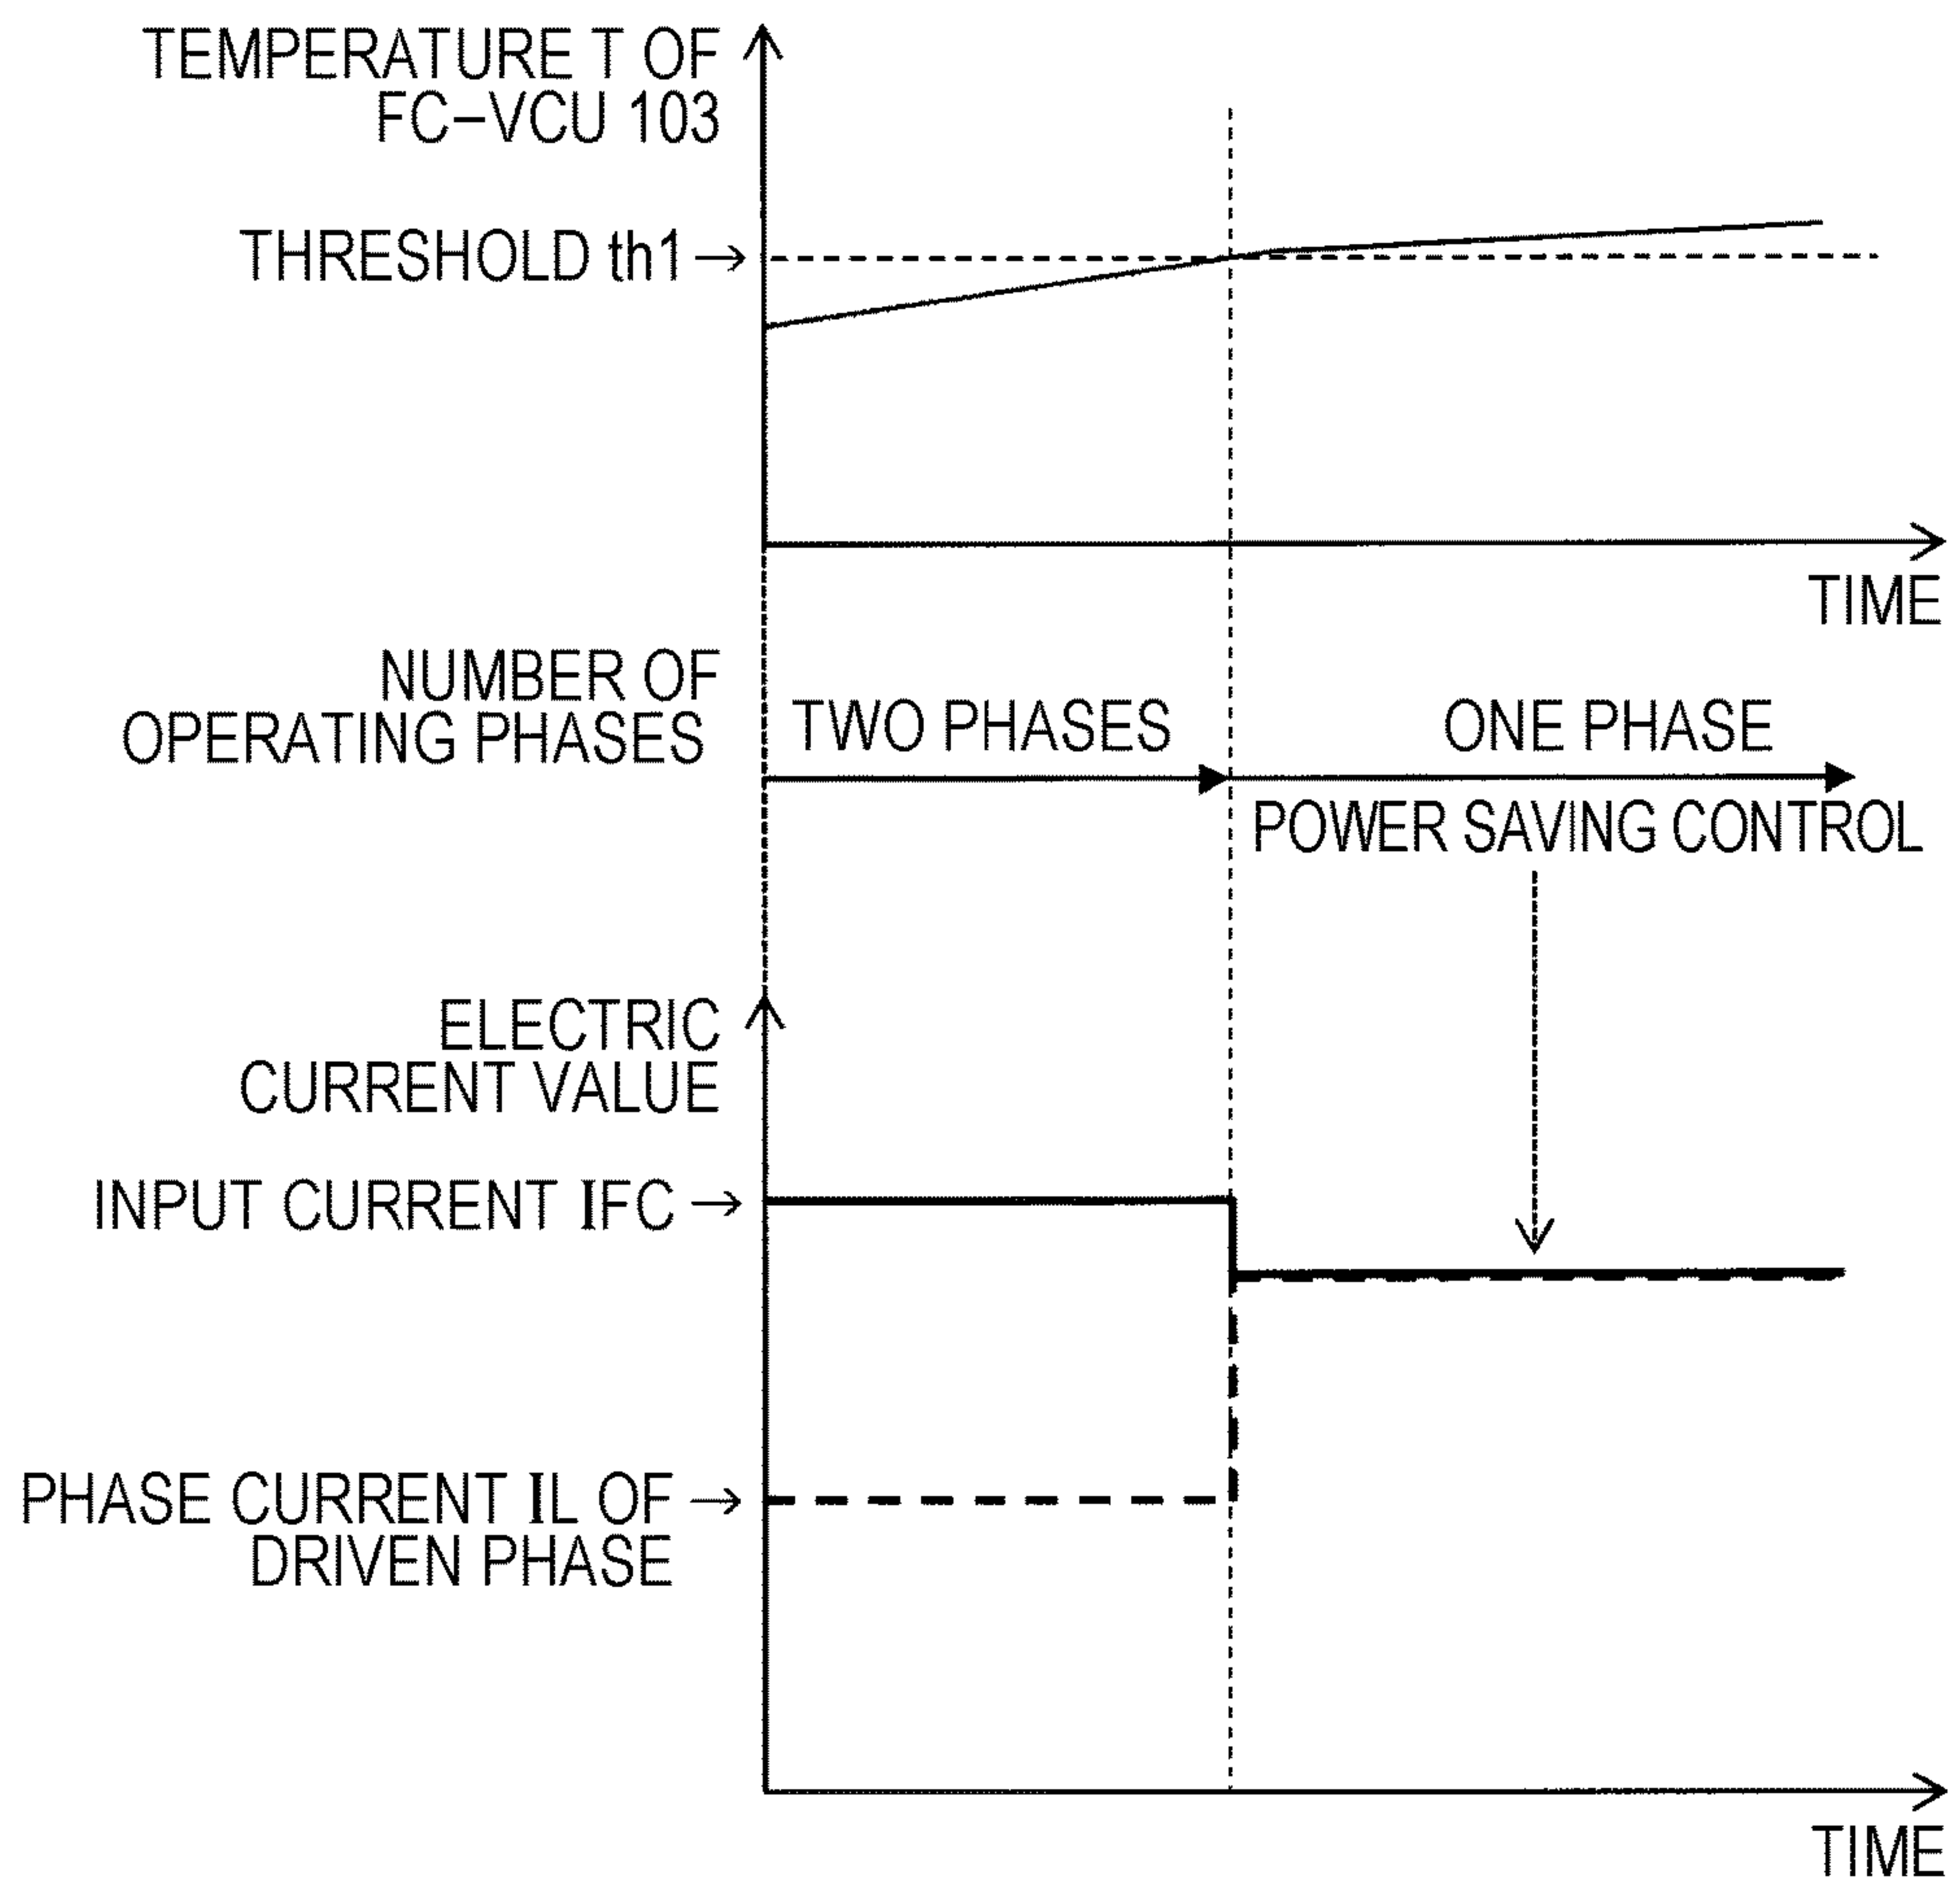 TEMPERATURE T OF
FC-VCU 103
THRESHOLD th1
TIME
NUMBER OF
OPERATING PHASES
TWO PHASES
ONE PHASE
POWER SAVING CONTROL
ELECTRIC
CURRENT VALUE
INPUT CURRENT IFC
PHASE CURRENT IL OF
DRIVEN PHASE
TIME